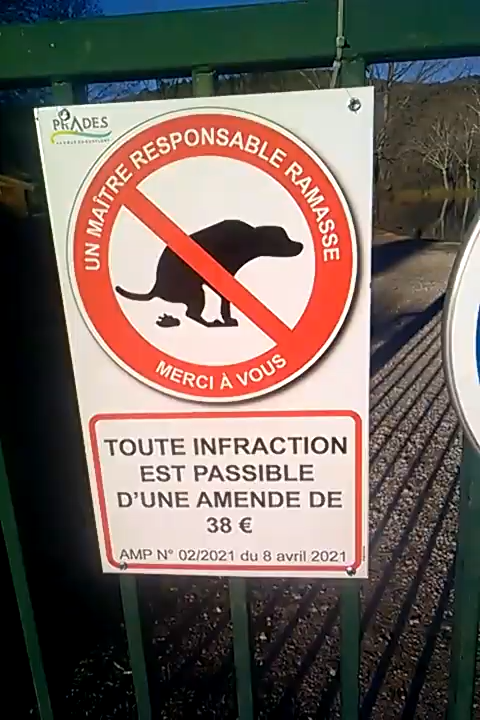 PRADES
UN MAÎTRE RESPONSABLE RAMASSE
MERCI À VOUS
TOUTE INFRACTION
EST PASSIBLE
D'UNE AMENDE DE
38 €
AMP N° 02/2021 du 8 avril 2021